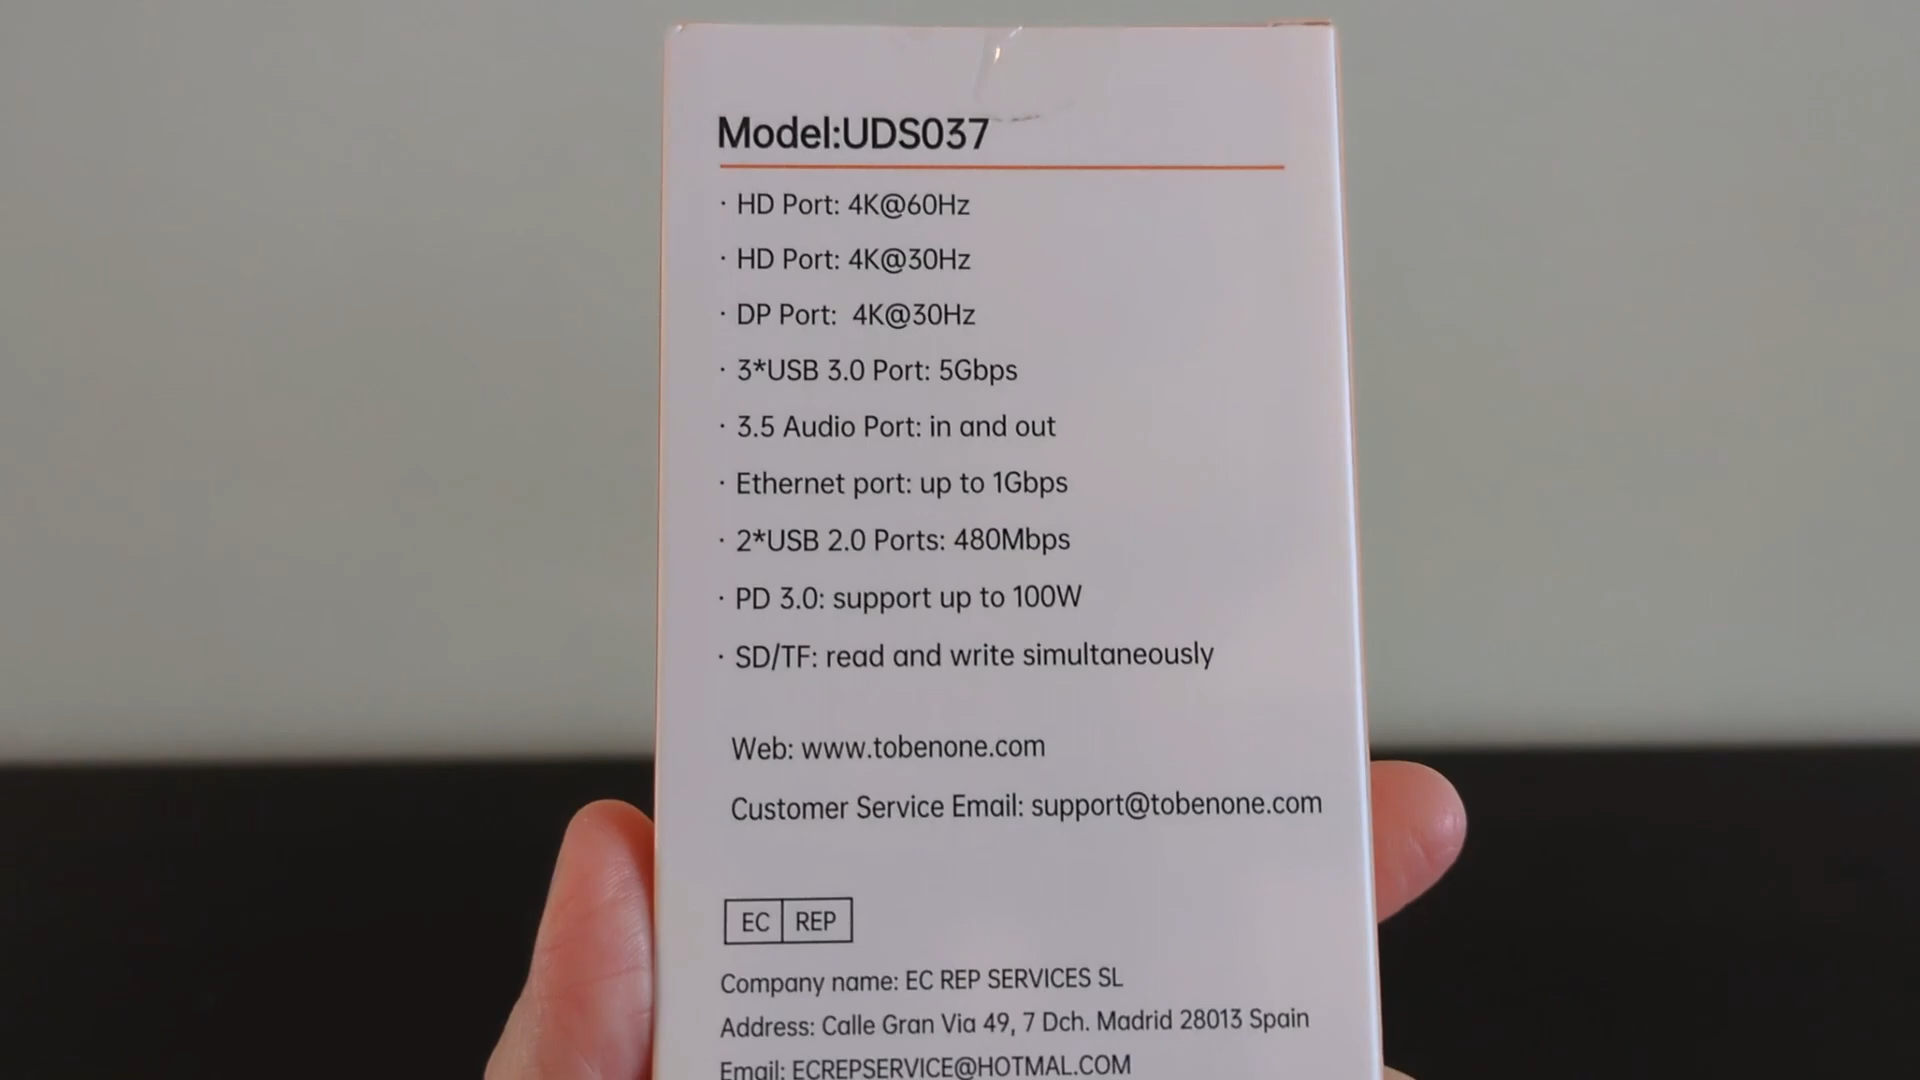 Model:UDS037
· HD Port: 4K@60Hz
· HD Port: 4K@30Hz
· DP Port: 4K@30Hz
· 3*USB 3.0 Port: 5Gbps
· 3.5 Audio Port: in and out
· Ethernet port: up to 1Gbps
· 2*USB 2.0 Ports: 480Mbps
· PD 3.0: support up to 100W
· SD/TF: read and write simultaneously
Web: www.tobenone.com
Customer Service Email: support@tobenone.com
EC REP
Company name: EC REP SERVICES SL
Address: Calle Gran Via 49, 7 Dch. Madrid 28013 Spain
Email: ECREPSERVICE@HOTMAL.COM